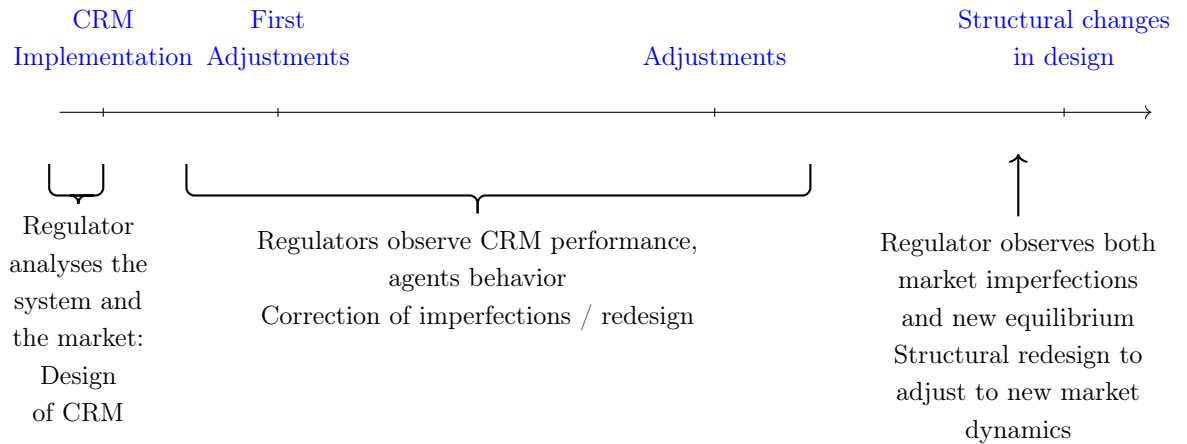 CRM
Implementation
First
Adjustments
Adjustments
Structural changes
in design
Regulator
analyses the
system and
the market:
Design
of CRM
Regulators observe CRM performance,
agents behavior
Correction of imperfections / redesign
Regulator observes both
market imperfections
and new equilibrium
Structural redesign to
adjust to new market
dynamics